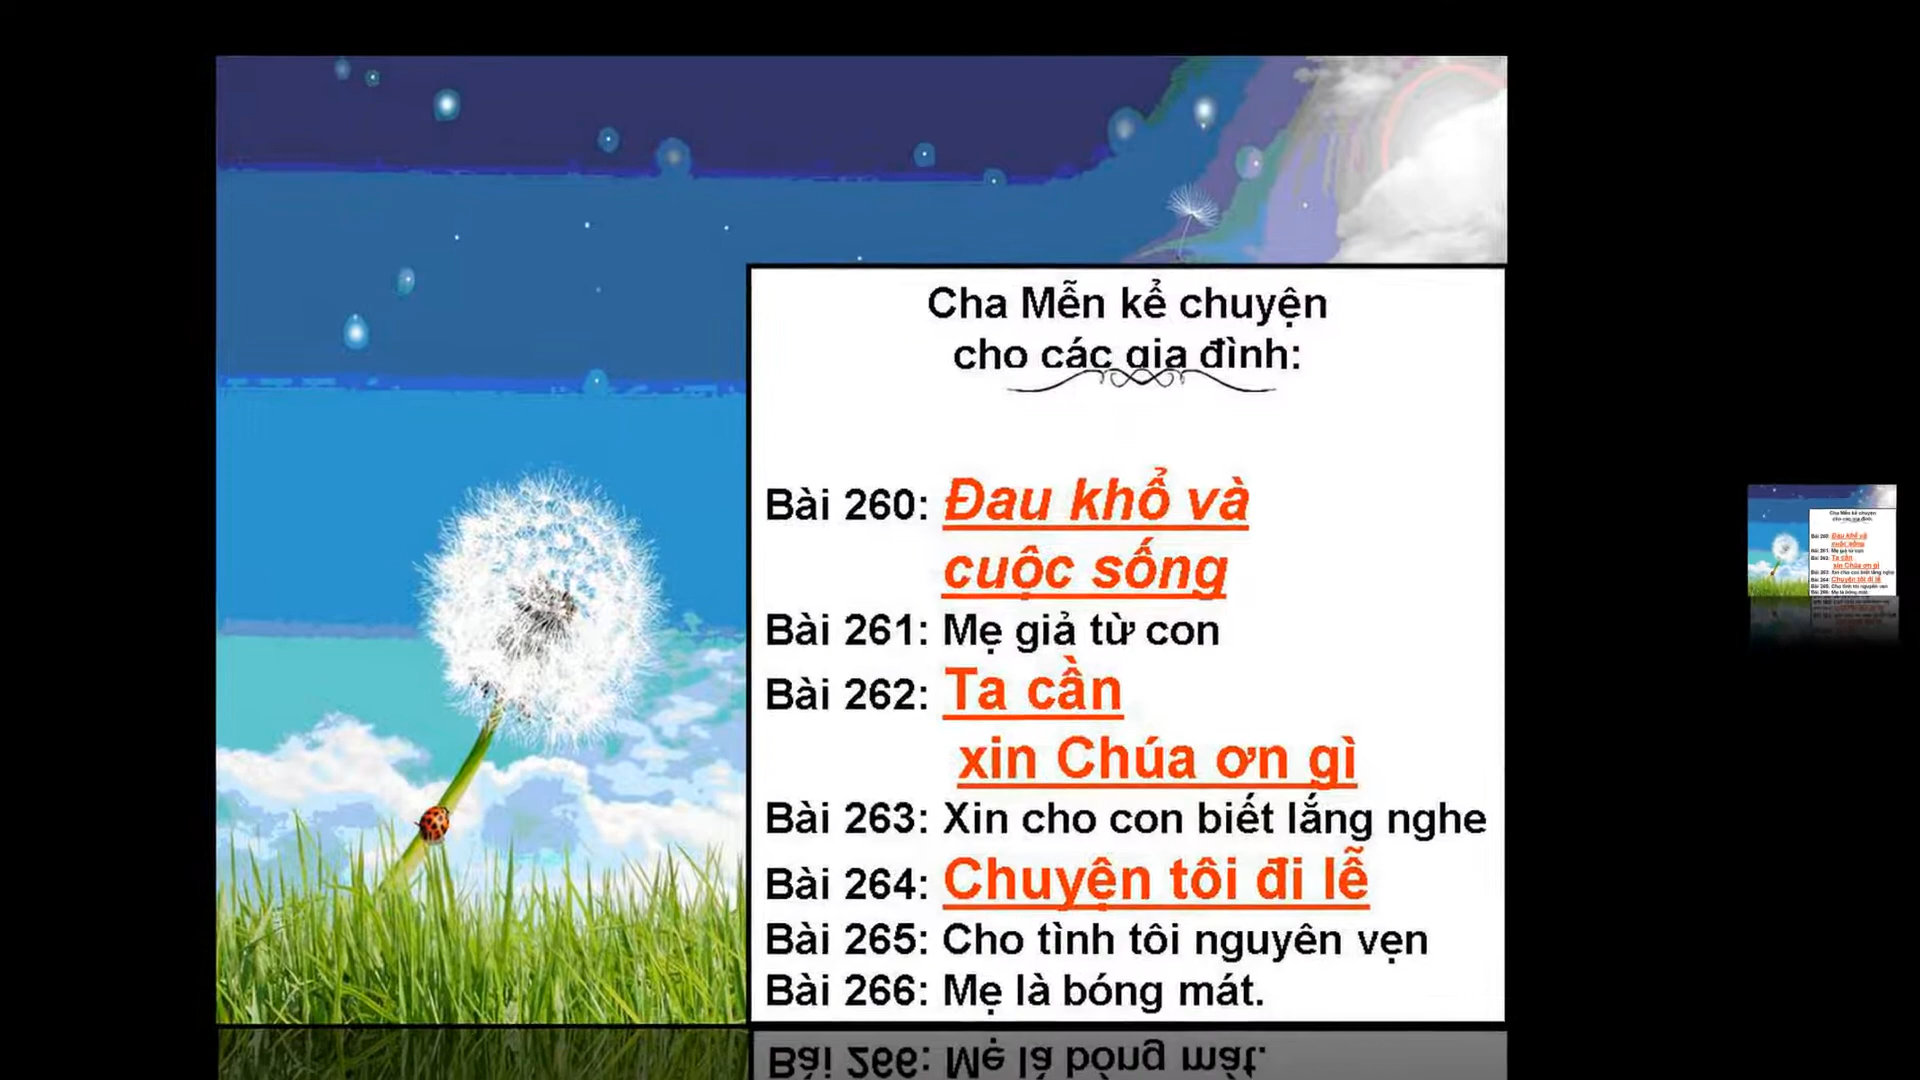 Cha Mễn kể chuyện
cho các gia đình:
Bài 260: Đau khổ và
cuộc sống
Bài 261: Mẹ giả từ con
Bài 262: Ta cần
xin Chúa ơn gì
Bài 263: Xin cho con biết lắng nghe
Bài 264: Chuyện tôi đi lễ
Bài 265: Cho tình tôi nguyên vẹn
Bài 266: Mẹ là bóng mát.